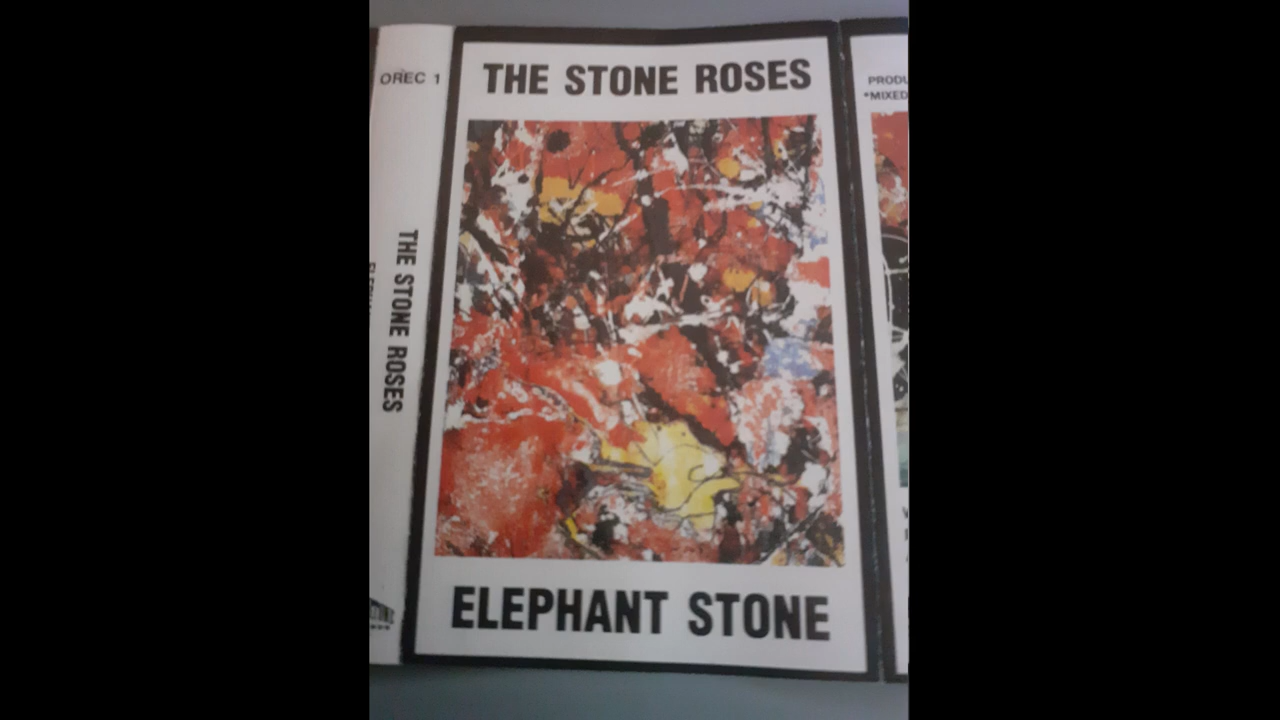 OREC 1
THE STONE ROSES
THE STONE ROSES
ELEPHANT STONE
PRODU
*MIXED